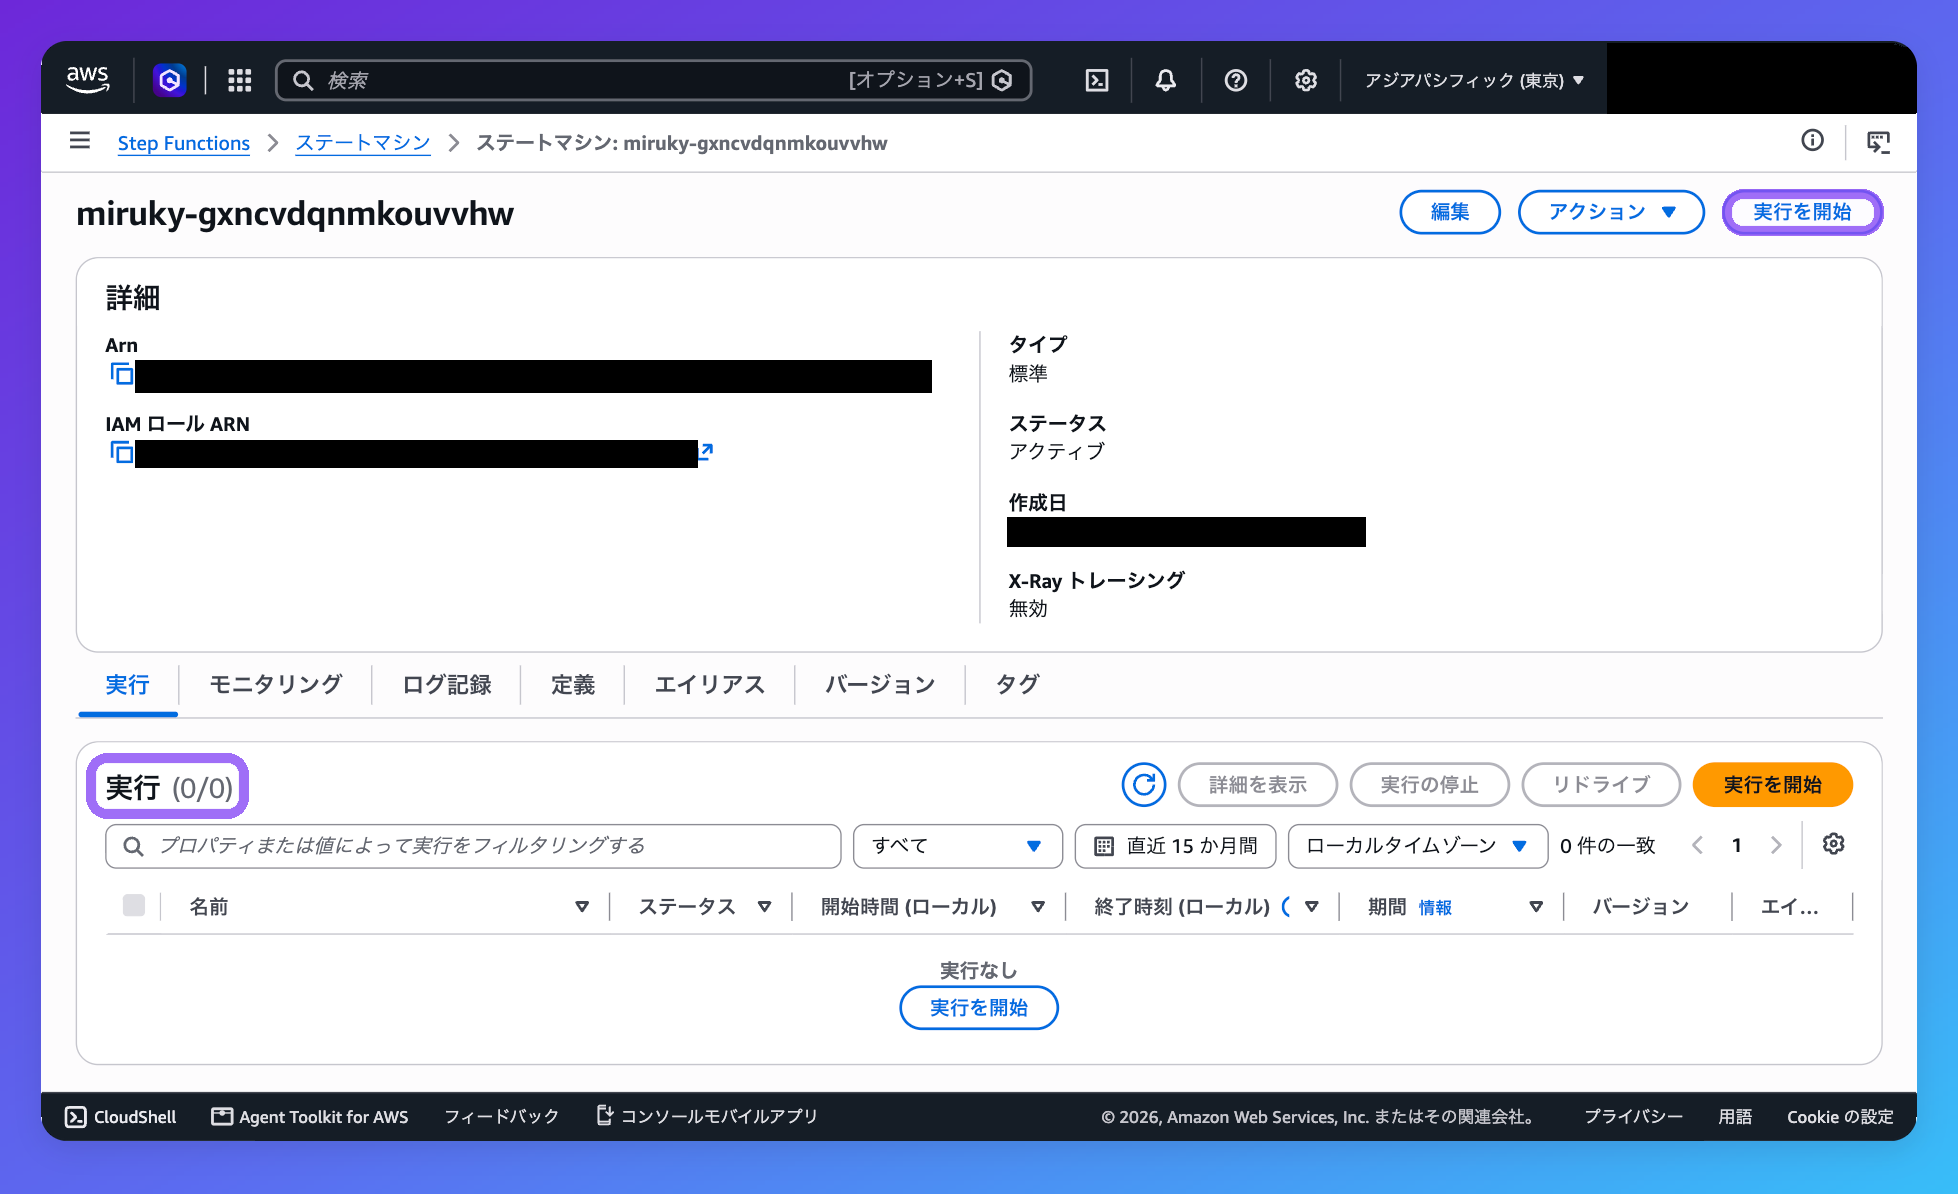 aws
検索 [オプション+S]
アジアパシフィック (東京) ▼
Step Functions > ステートマシン > ステートマシン: miruky-gxncvdqnmkouvvhw
miruky-gxncvdqnmkouvvhw
編集 アクション ▼ 実行を開始
詳細
Arn
IAM ロール ARN
タイプ
標準
ステータス
アクティブ
作成日
X-Ray トレーシング
無効
実行 モニタリング ログ記録 定義 エイリアス バージョン タグ
実行 (0/0)
詳細を表示 実行の停止 リドライブ 実行を開始
プロパティまたは値によって実行をフィルタリングする すべて 直近 15 か月間 ローカルタイムゾーン 0 件の一致 1
名前 ステータス 開始時間 (ローカル) 終了時刻 (ローカル) ( 期間 情報 バージョン エイ...
実行なし
実行を開始
CloudShell Agent Toolkit for AWS フィードバック コンソールモバイルアプリ © 2026, Amazon Web Services, Inc. またはその関連会社。 プライバシー 用語 Cookie の設定